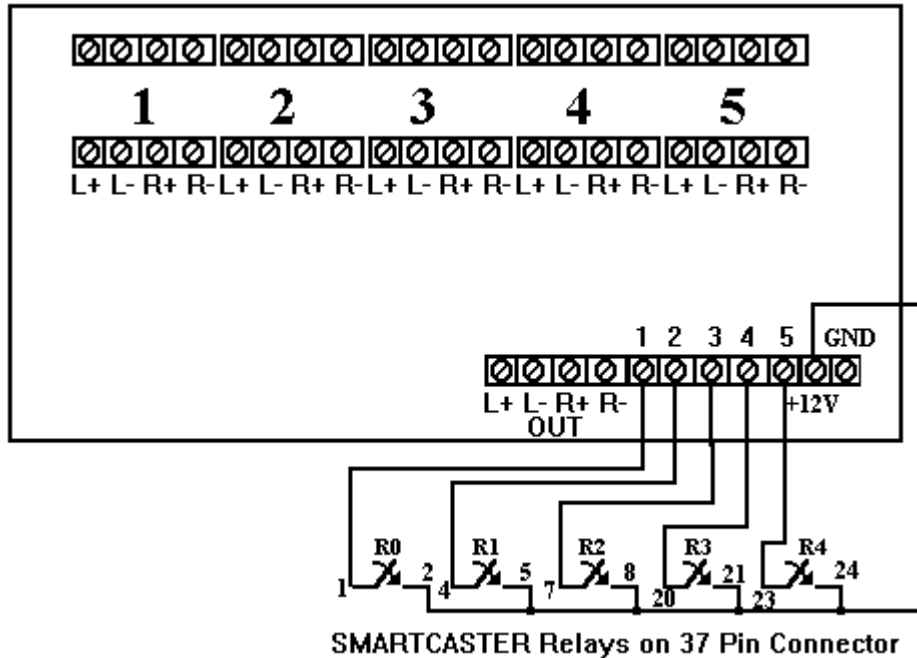 1 2 3 4 5
L+ L- R+ R- L+ L- R+ R- L+ L- R+ R- L+ L- R+ R- L+ L- R+ R-
1 2 3 4 5 GND
L+ L- R+ R- +12V
OUT
R0 R1 R2 R3 R4
1 2 4 5 7 8 20 21 23 24
SMARTCASTER Relays on 37 Pin Connector